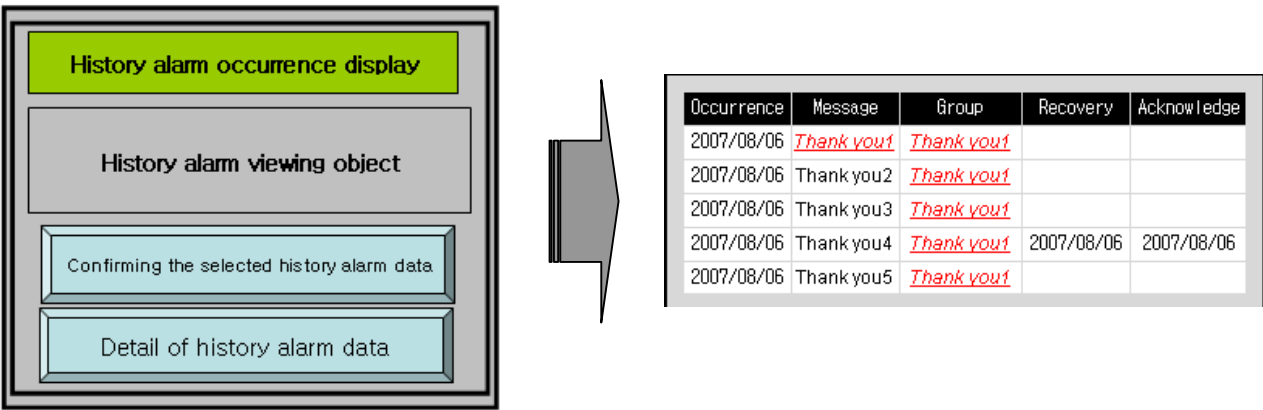 History alarm occurrence display
History alarm viewing object
Confirming the selected history alarm data
Detail of history alarm data
Occurrence Message Group Recovery Acknowledge
2007/08/06 Thank you1 Thank you1
2007/08/06 Thank you2 Thank you1
2007/08/06 Thank you3 Thank you1
2007/08/06 Thank you4 Thank you1 2007/08/06 2007/08/06
2007/08/06 Thank you5 Thank you1